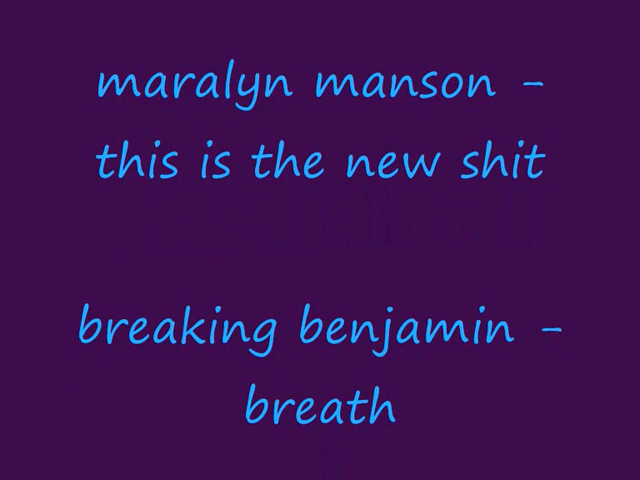 maralyn manson -
this is the new shit
breaking benjamin -
breath